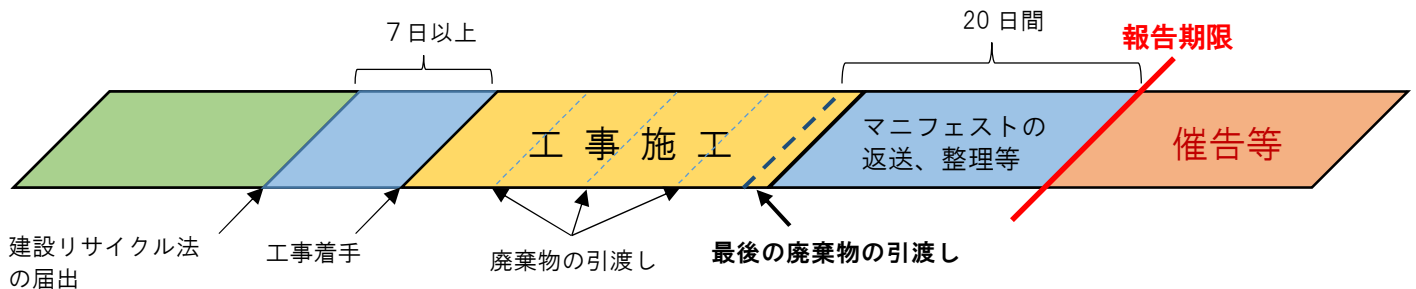 7日以上
20日間
報告期限
工事施工
マニフェストの
返送、整理等
催告等
建設リサイクル法
の届出
工事着手
廃棄物の引渡し
最後の廃棄物の引渡し